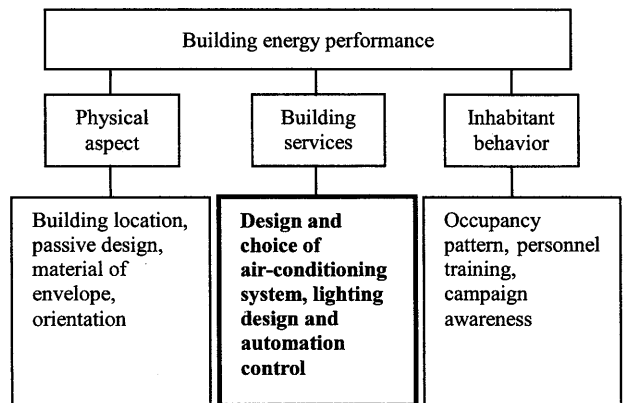 Building energy performance
Physical
aspect
Building
services
Inhabitant
behavior
Building location,
passive design,
material of
envelope,
orientation
Design and
choice of
air-conditioning
system, lighting
design and
automation
control
Occupancy
pattern, personnel
training,
campaign
awareness